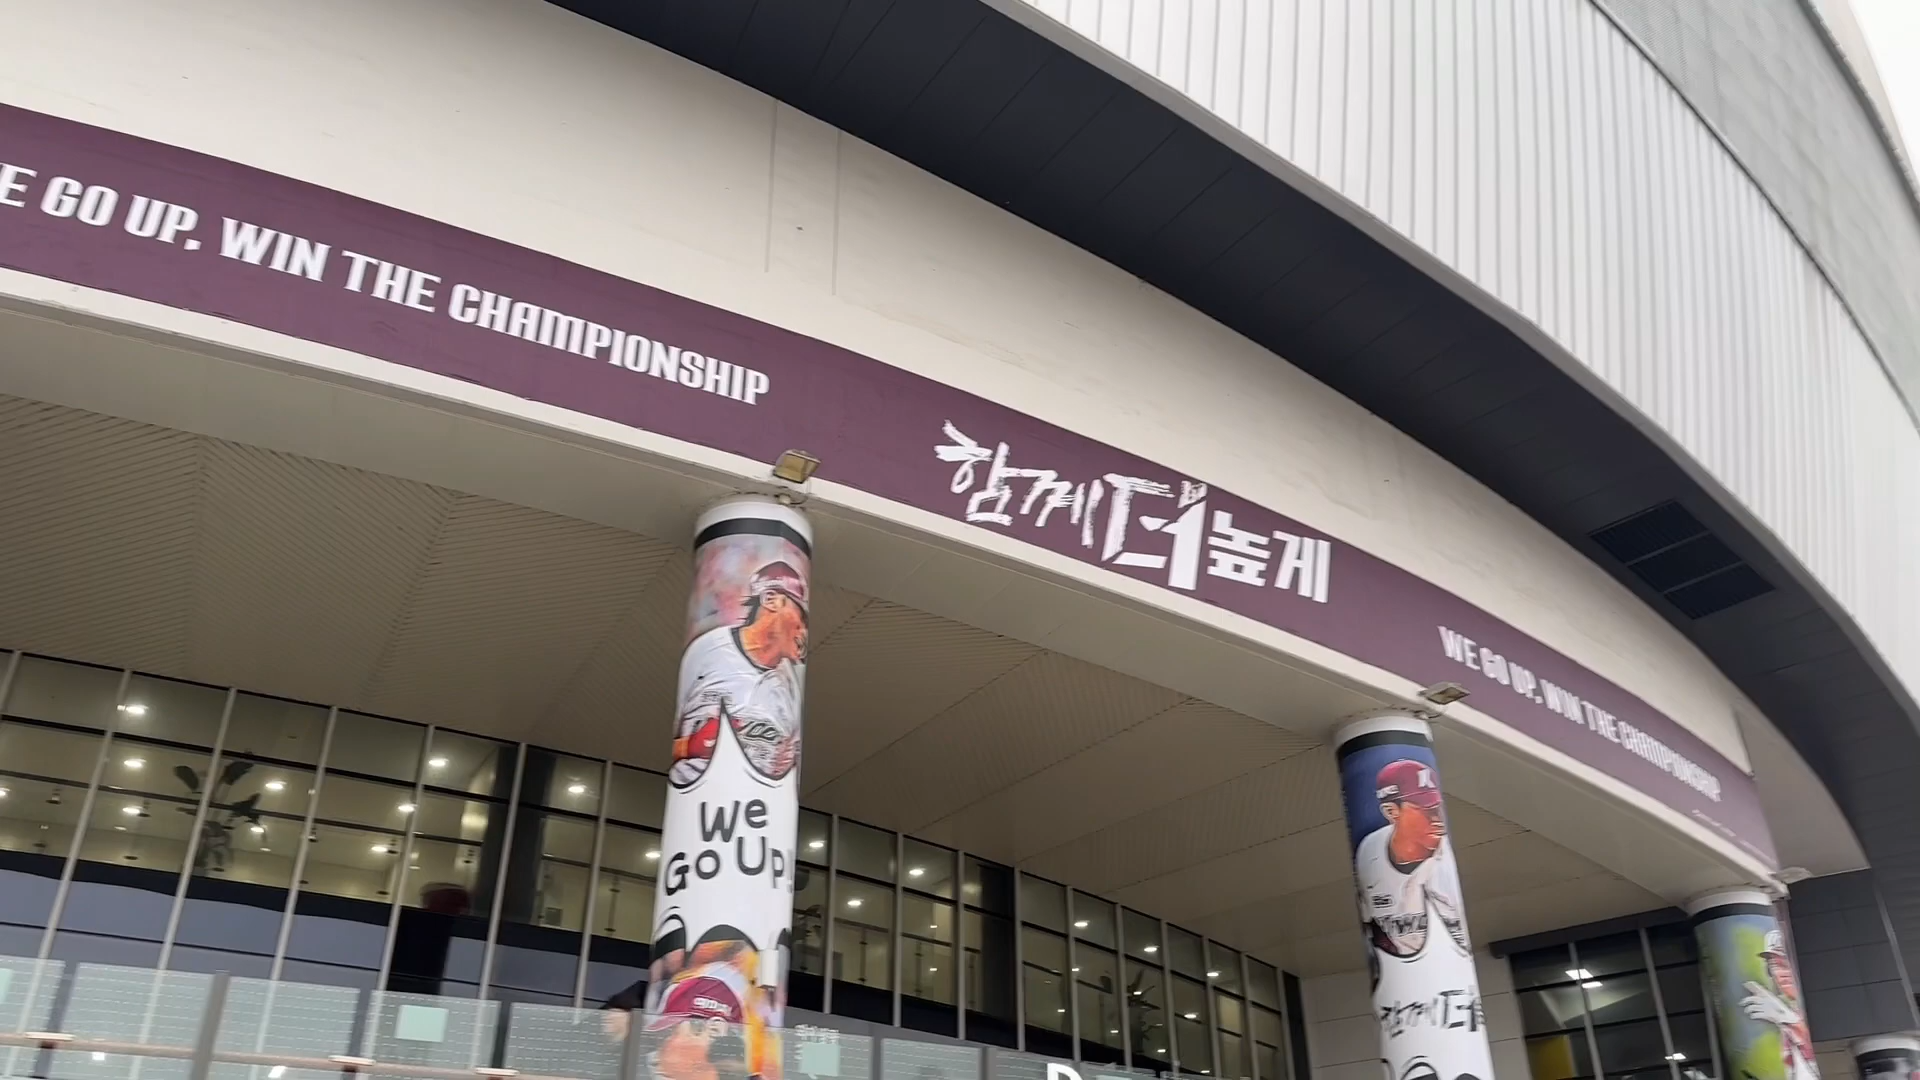 E GO UP, WIN THE CHAMPIONSHIP
함께 더 높게
WE GO UP, WIN THE CHAMPIONSHIP
We
Go Up!
함께 더